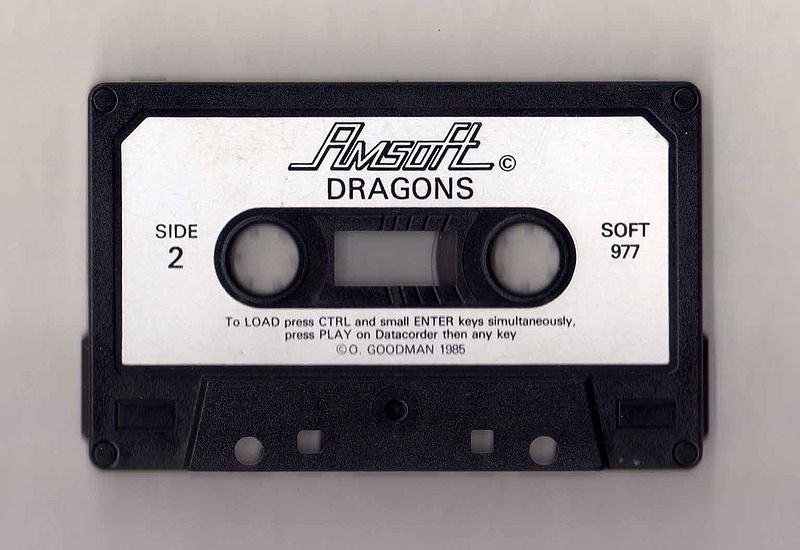 Amsoft ©
DRAGONS
SIDE
2
SOFT
977
To LOAD press CTRL and small ENTER keys simultaneously,
press PLAY on Datacorder then any key
© O. GOODMAN 1985